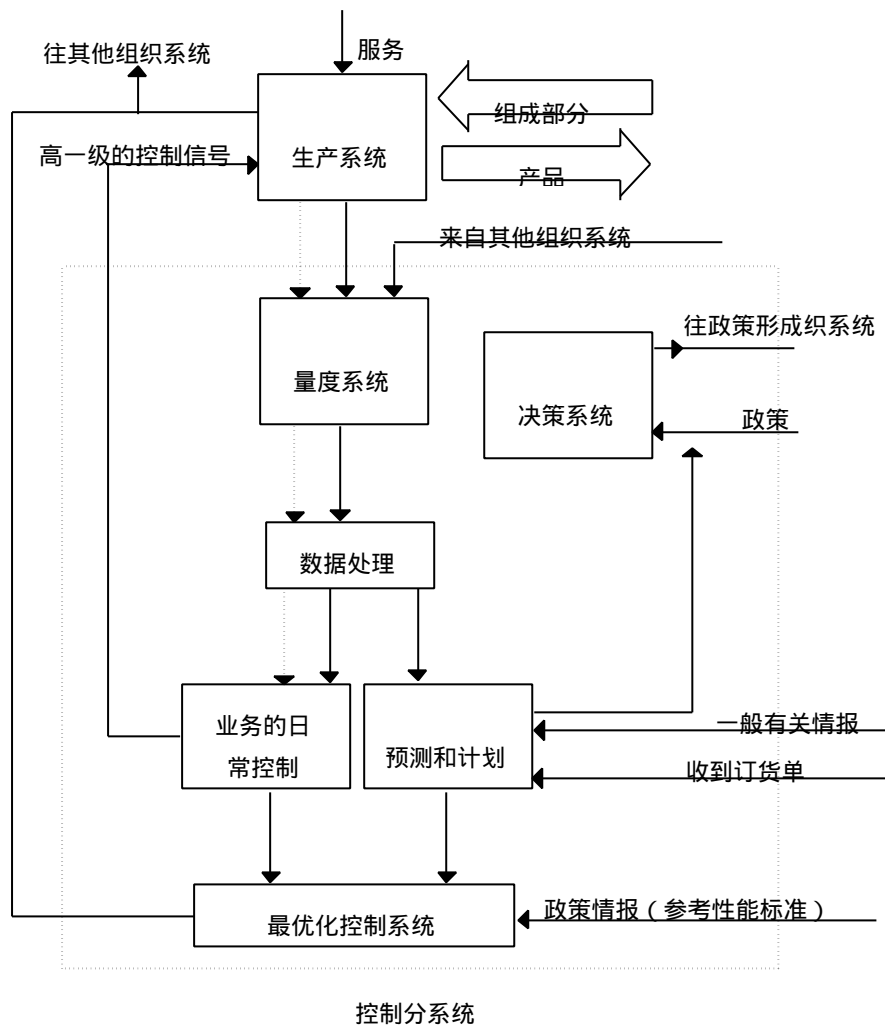 服务
往其他组织系统
组成部分
高一级的控制信号
生产系统
产品
来自其他组织系统
往政策形成织系统
量度系统
决策系统
政策
数据处理
业务的日
常控制
预测和计划
一般有关情报
收到订货单
最优化控制系统
政策情报（参考性能标准）
控制分系统